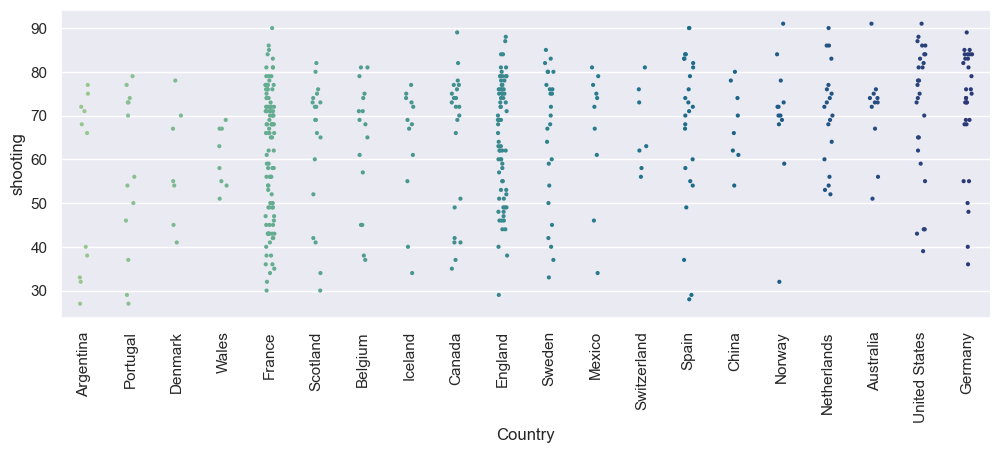 90
80
70
60
50
40
30
shooting
Argentina
Portugal
Denmark
Wales
France
Scotland
Belgium
Iceland
Canada
England
Sweden
Mexico
Switzerland
Spain
China
Norway
Netherlands
Australia
United States
Germany
Country